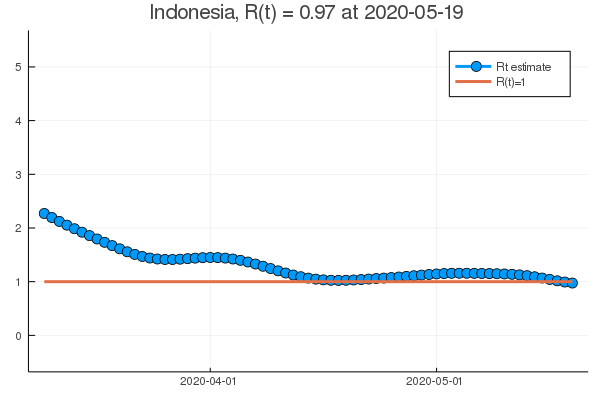 Indonesia, R(t) = 0.97 at 2020-05-19
Rt estimate
R(t)=1
5
4
3
2
1
0
2020-04-01
2020-05-01